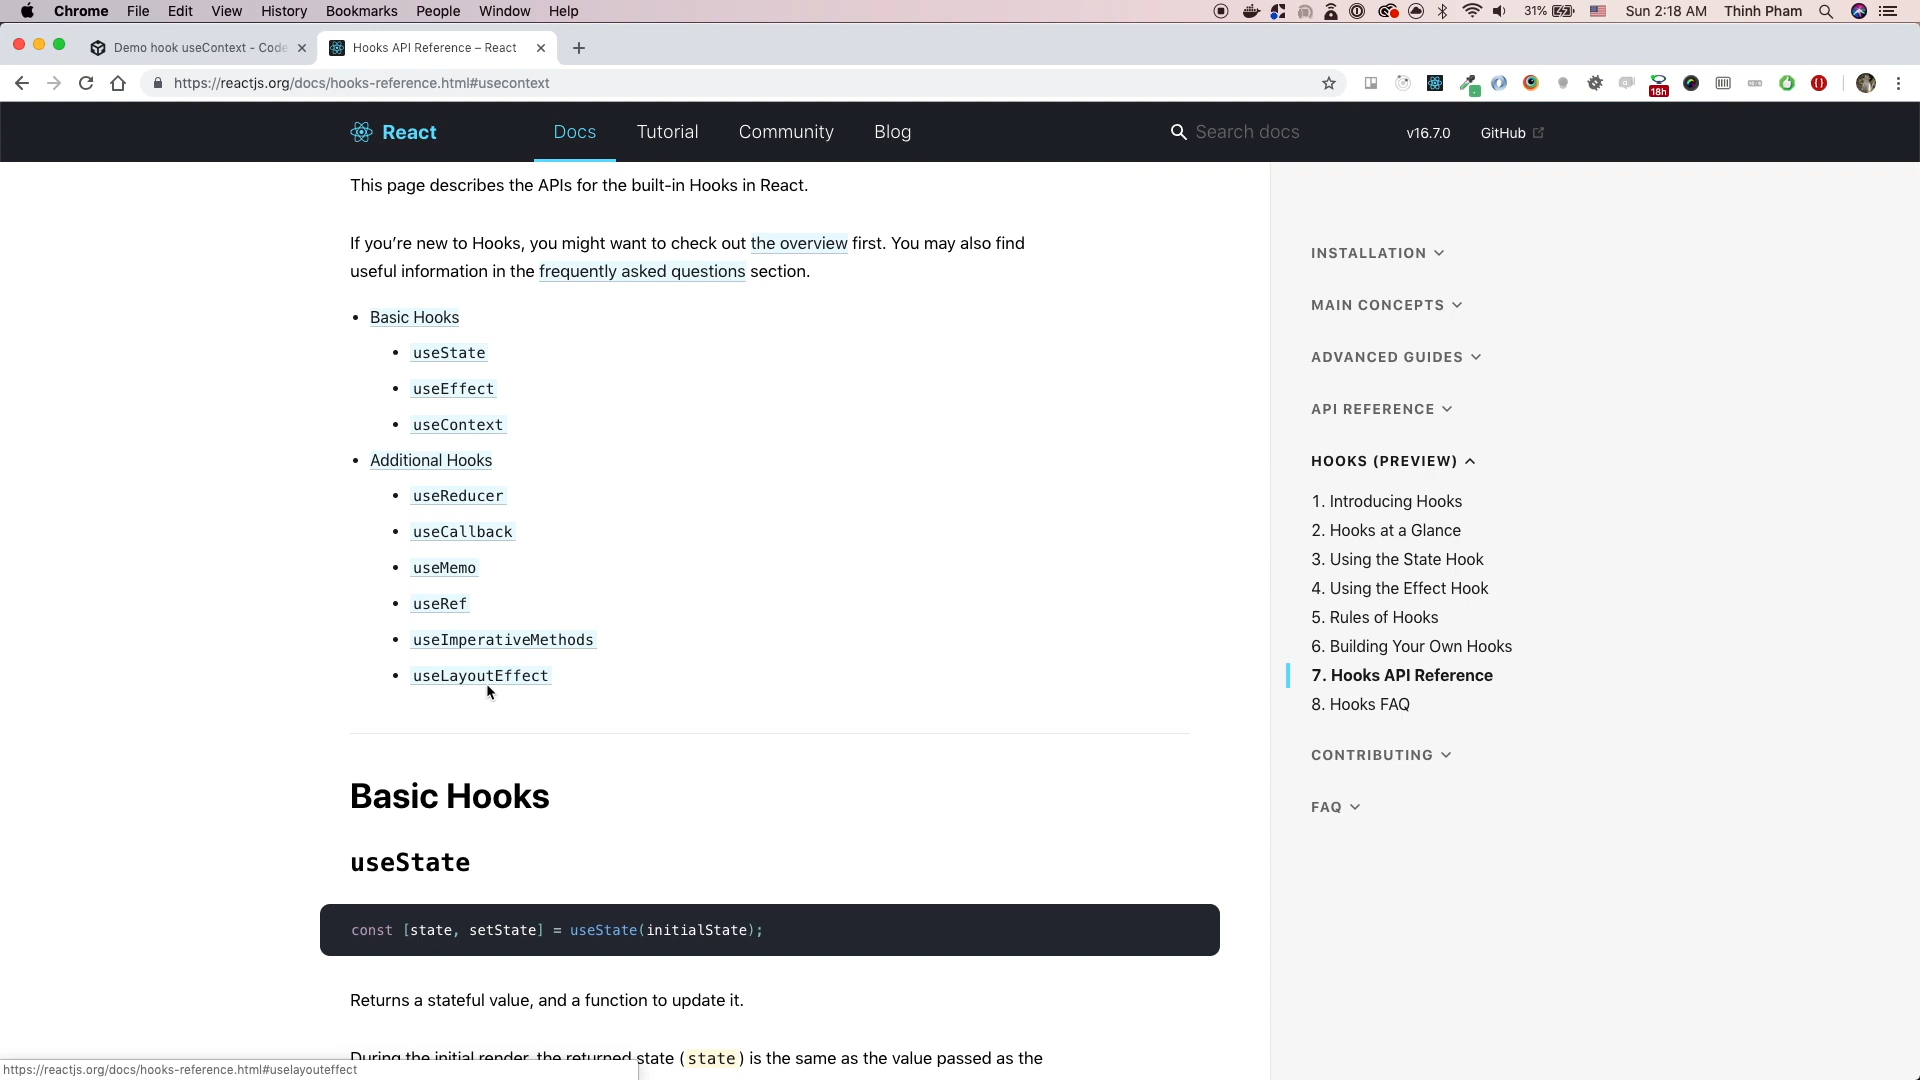 Chrome File Edit View History Bookmarks People Window Help 31% Sun 2:18 AM Thinh Pham
Demo hook useContext - Code Hooks API Reference – React
https://reactjs.org/docs/hooks-reference.html#usecontext 18h
React Docs Tutorial Community Blog Search docs v16.7.0 GitHub
This page describes the APIs for the built-in Hooks in React.
If you’re new to Hooks, you might want to check out the overview first. You may also find
useful information in the frequently asked questions section.
• Basic Hooks
• useState
• useEffect
• useContext
• Additional Hooks
• useReducer
• useCallback
• useMemo
• useRef
• useImperativeMethods
• useLayoutEffect
Basic Hooks
useState
const [state, setState] = useState(initialState);
Returns a stateful value, and a function to update it.
During the initial render, the returned state (state) is the same as the value passed as the
https://reactjs.org/docs/hooks-reference.html#uselayouteffect
INSTALLATION
MAIN CONCEPTS
ADVANCED GUIDES
API REFERENCE
HOOKS (PREVIEW)
1. Introducing Hooks
2. Hooks at a Glance
3. Using the State Hook
4. Using the Effect Hook
5. Rules of Hooks
6. Building Your Own Hooks
7. Hooks API Reference
8. Hooks FAQ
CONTRIBUTING
FAQ